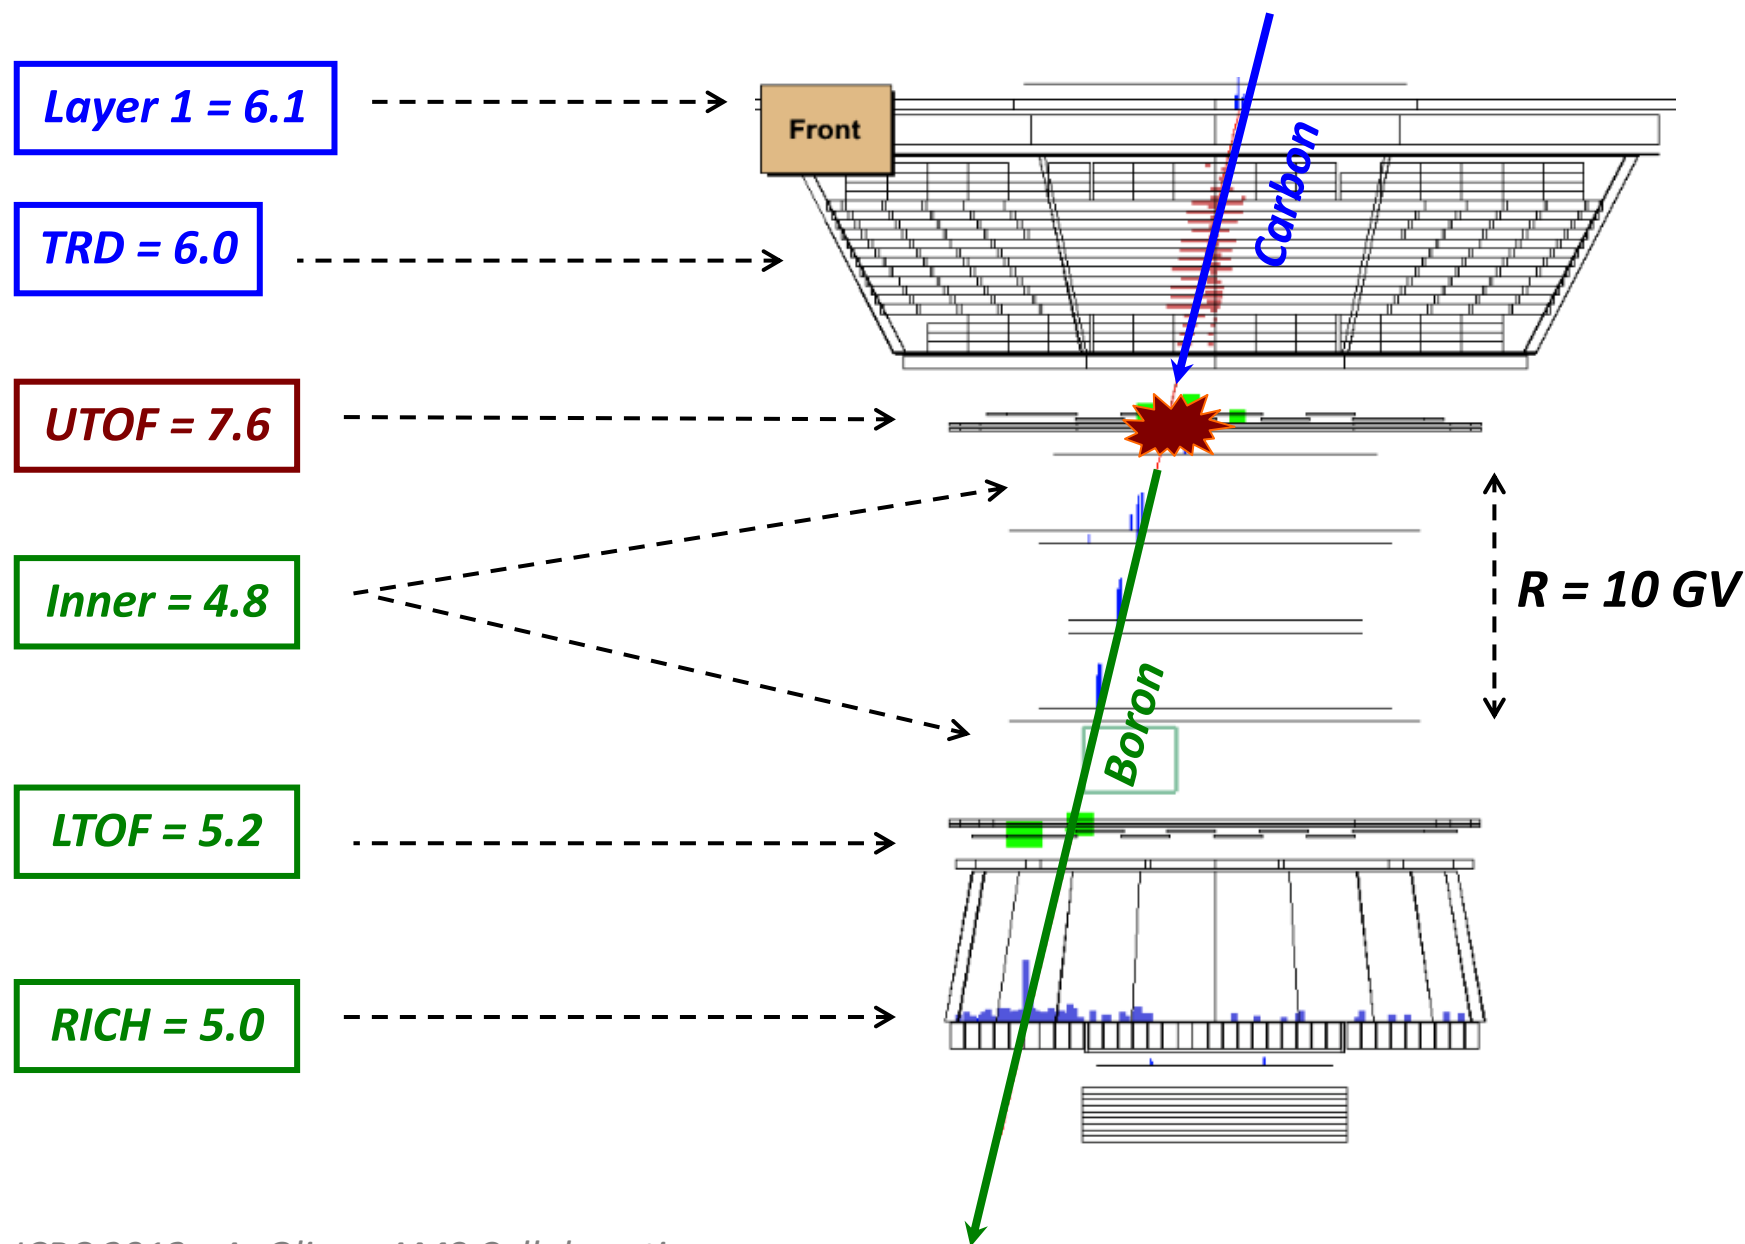 Layer 1 = 6.1
Front
Carbon
TRD = 6.0
UTOF = 7.6
Inner = 4.8
R = 10 GV
Boron
LTOF = 5.2
RICH = 5.0